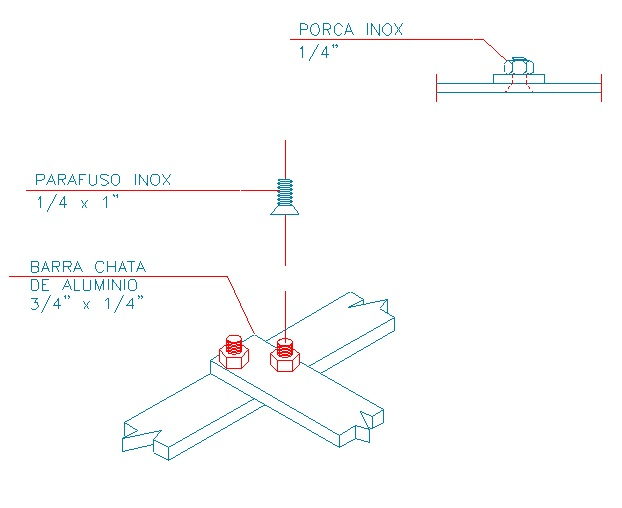 PORCA INOX
1/4"
PARAFUSO INOX
1/4 x 1"
BARRA CHATA
DE ALUMINIO
3/4" x 1/4"